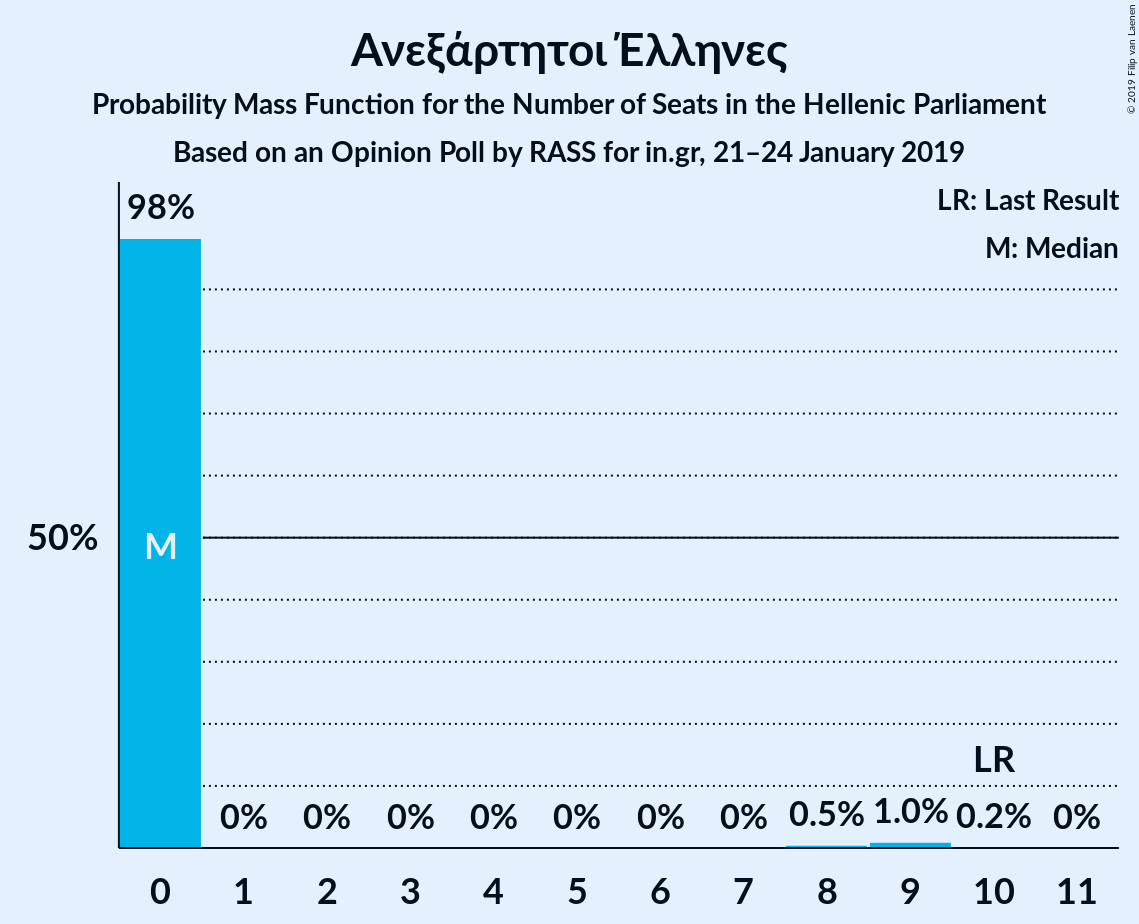 Ανεξάρτητοι Έλληνες
Probability Mass Function for the Number of Seats in the Hellenic Parliament
Based on an Opinion Poll by RASS for in.gr, 21–24 January 2019
© 2019 Filip van Laenen
LR: Last Result
M: Median
98%
50%
M
LR
0% 0% 0% 0% 0% 0% 0% 0.5% 1.0% 0.2% 0%
0 1 2 3 4 5 6 7 8 9 10 11